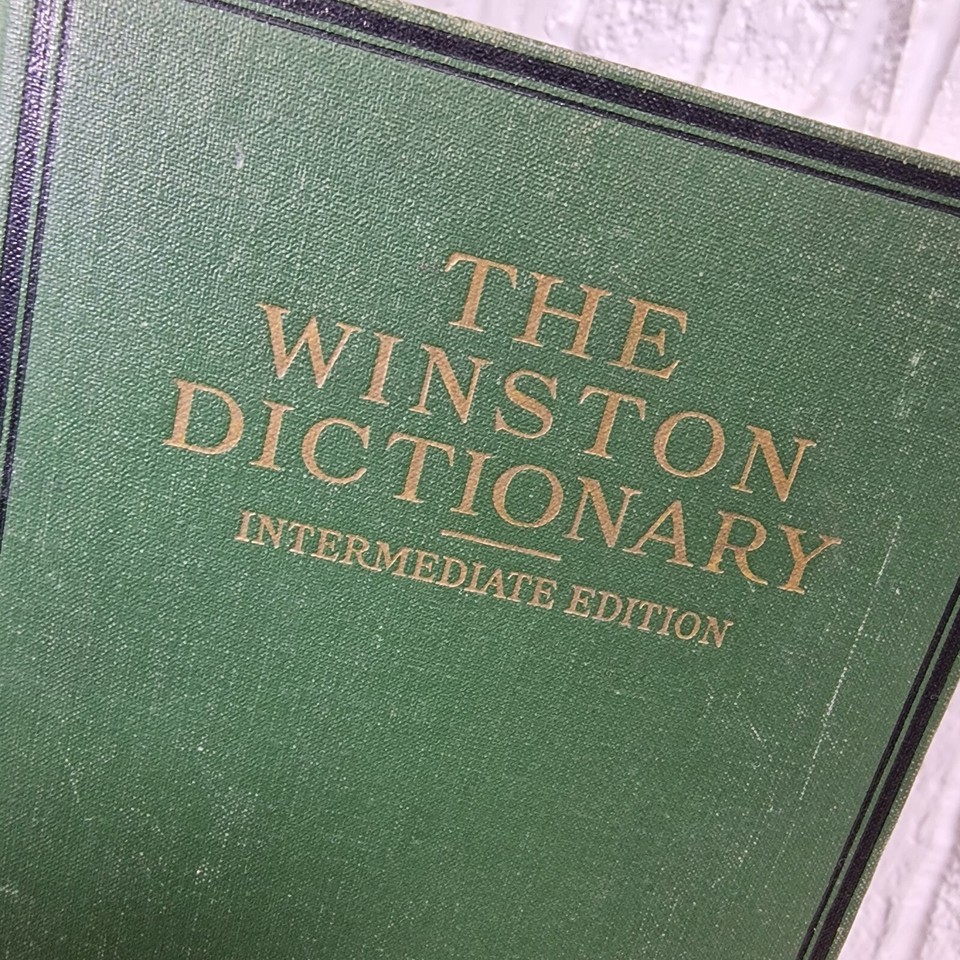 THE
WINSTON
DICTIONARY
INTERMEDIATE EDITION